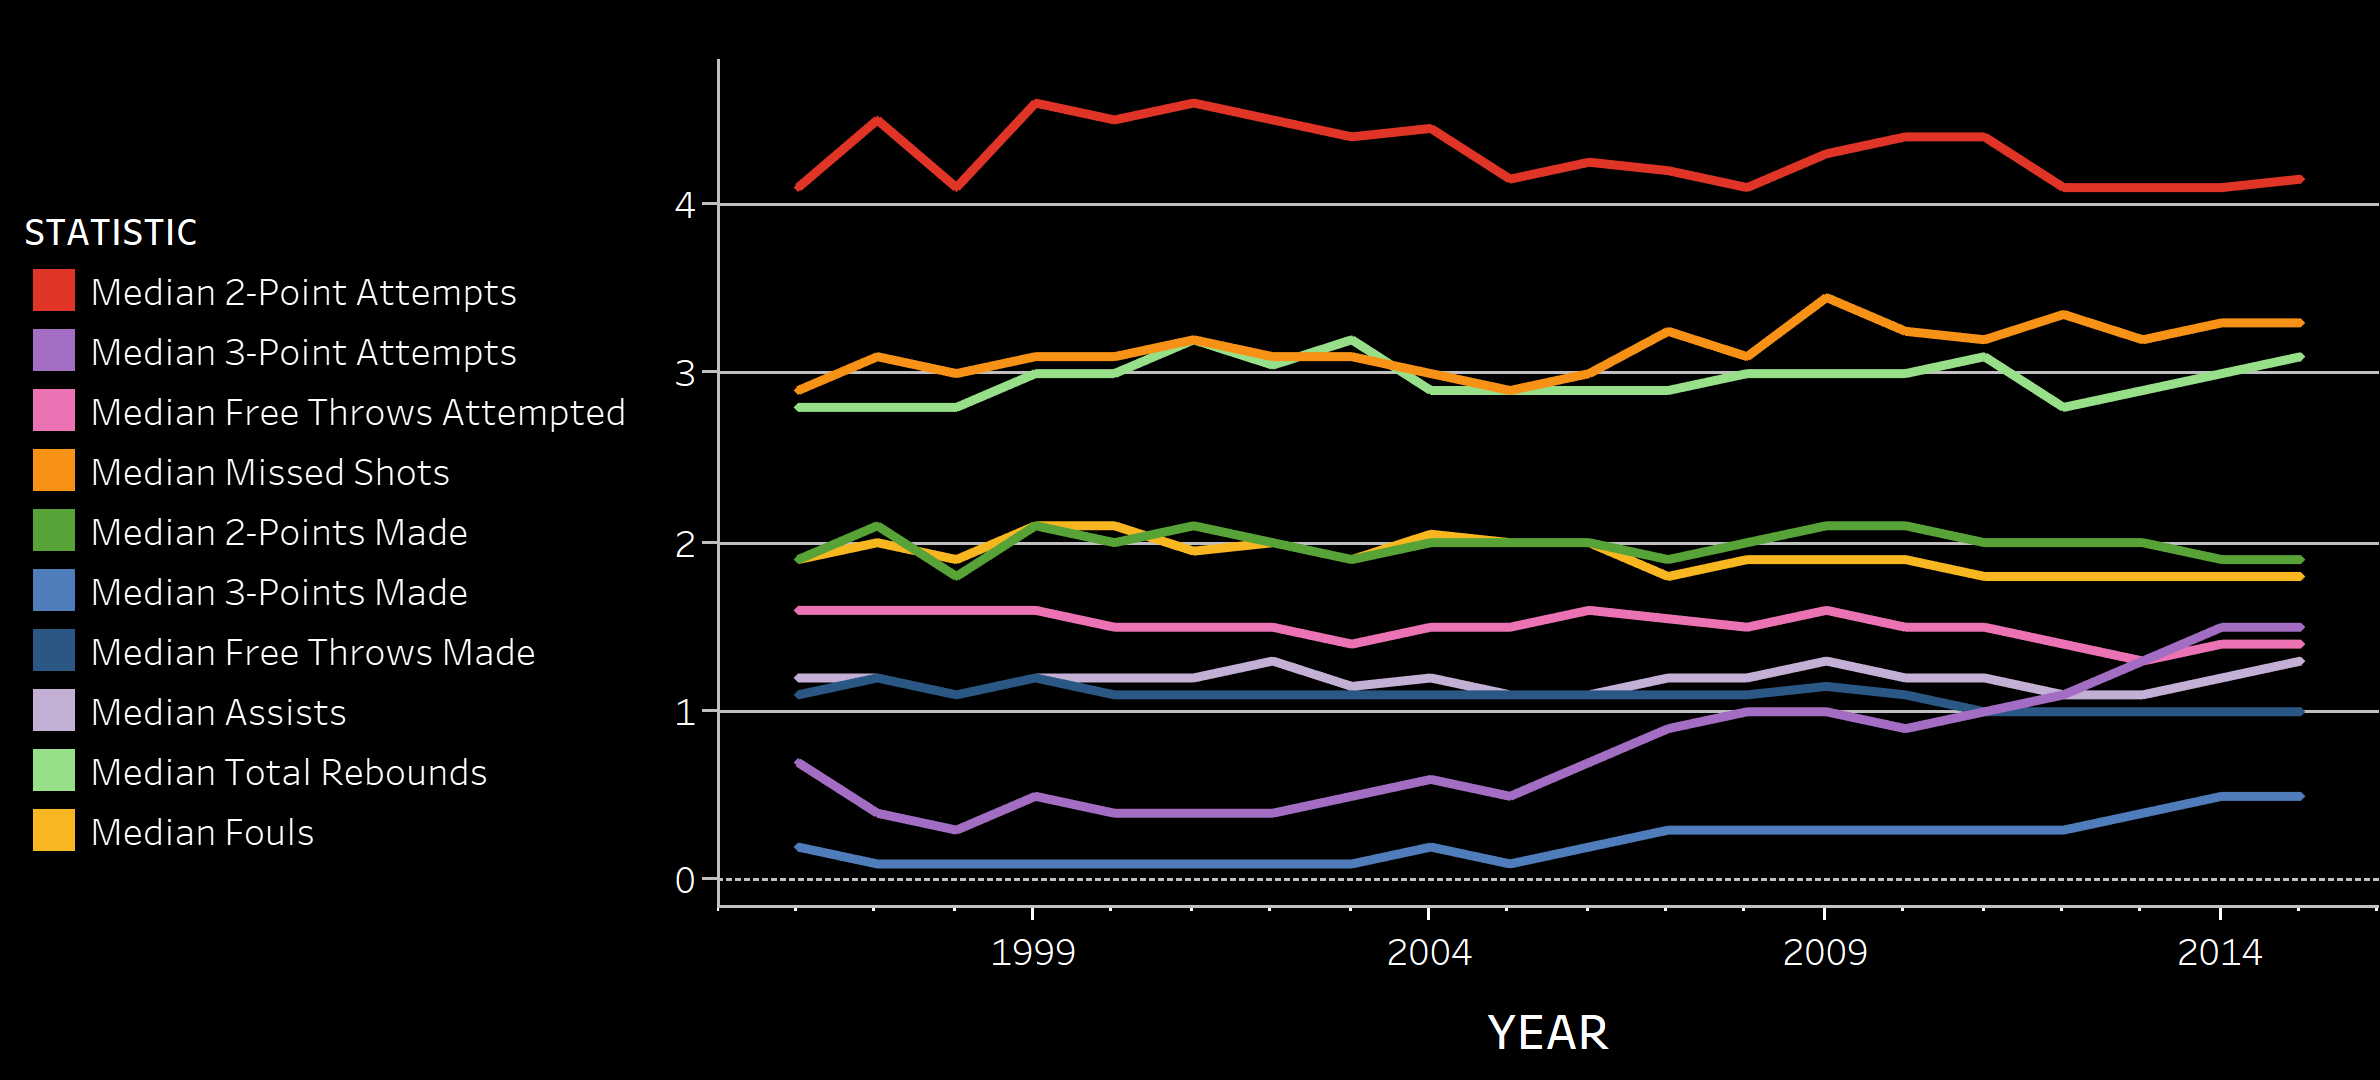 STATISTIC
Median 2-Point Attempts
Median 3-Point Attempts
Median Free Throws Attempted
Median Missed Shots
Median 2-Points Made
Median 3-Points Made
Median Free Throws Made
Median Assists
Median Total Rebounds
Median Fouls
4
3
2
1
0
1999 2004 2009 2014
YEAR